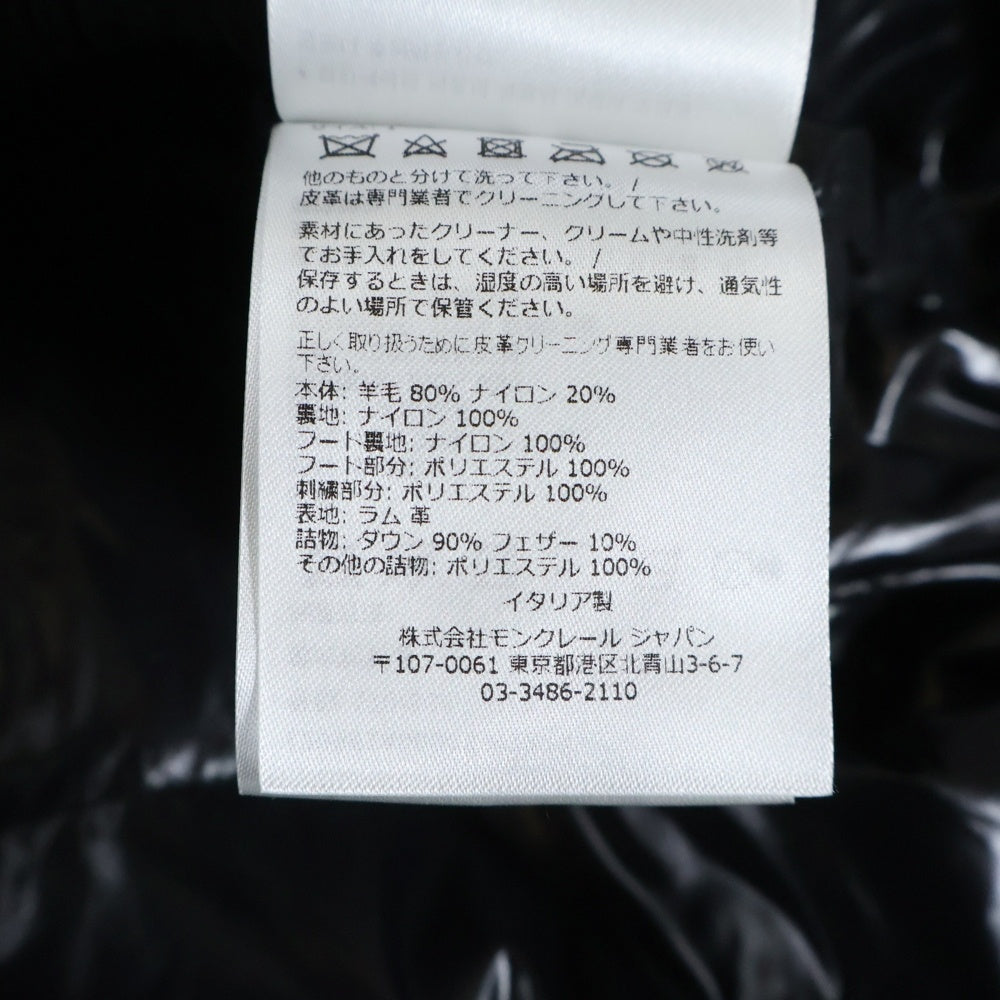 他のものと分けて洗って下さい。 /
皮革は専門業者でクリーニングして下さい。
素材にあったクリーナー、クリームや中性洗剤等
でお手入れをしてください。 /
保存するときは、湿度の高い場所を避け、通気性
のよい場所で保管ください。
正しく取り扱うために皮革クリーニング専門業者をお使い
下さい。
本体: 羊毛 80% ナイロン 20%
裏地: ナイロン 100%
フート裏地: ナイロン 100%
フート部分: ポリエステル 100%
刺繍部分: ポリエステル 100%
表地: ラム 革
詰物: ダウン 90% フェザー 10%
その他の詰物: ポリエステル 100%
イタリア製
株式会社モンクレール ジャパン
〒107-0061 東京都港区北青山3-6-7
03-3486-2110